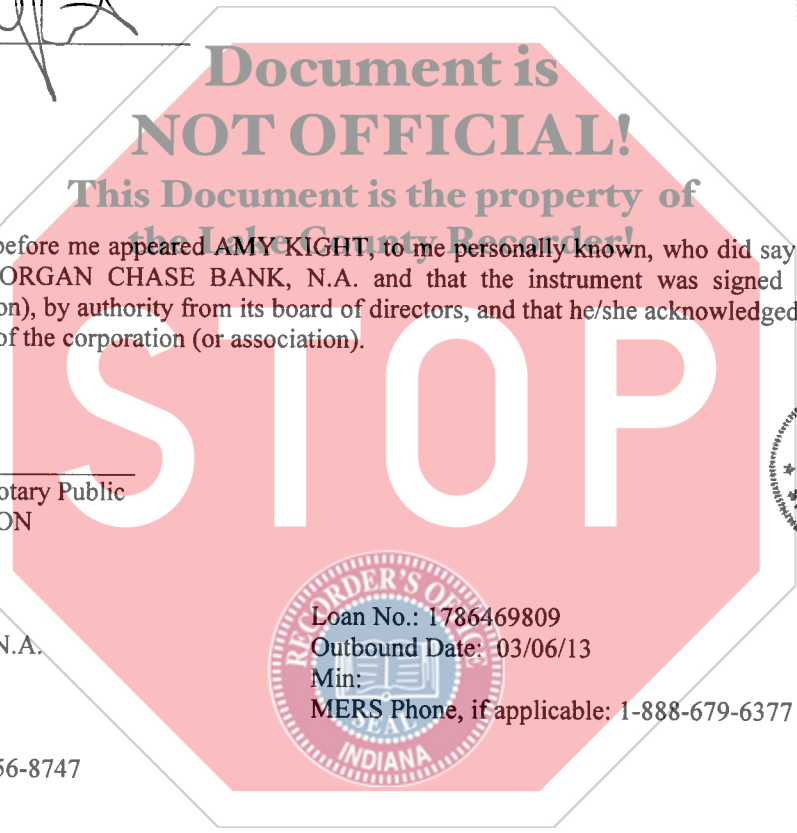 Document is
NOT OFFICIAL!
This Document is the property of
the Lake County Recorder!
before me appeared AMY KIGHT, to me personally known, who did say
ORGAN CHASE BANK, N.A. and that the instrument was signed
on), by authority from its board of directors, and that he/she acknowledged
of the corporation (or association).
STOP
otary Public
ON
RECORDER'S OFFICE
Loan No.: 1786469809
N.A.
Outbound Date: 03/06/13
Min:
MERS Phone, if applicable: 1-888-679-6377
SEAL
INDIANA
56-8747